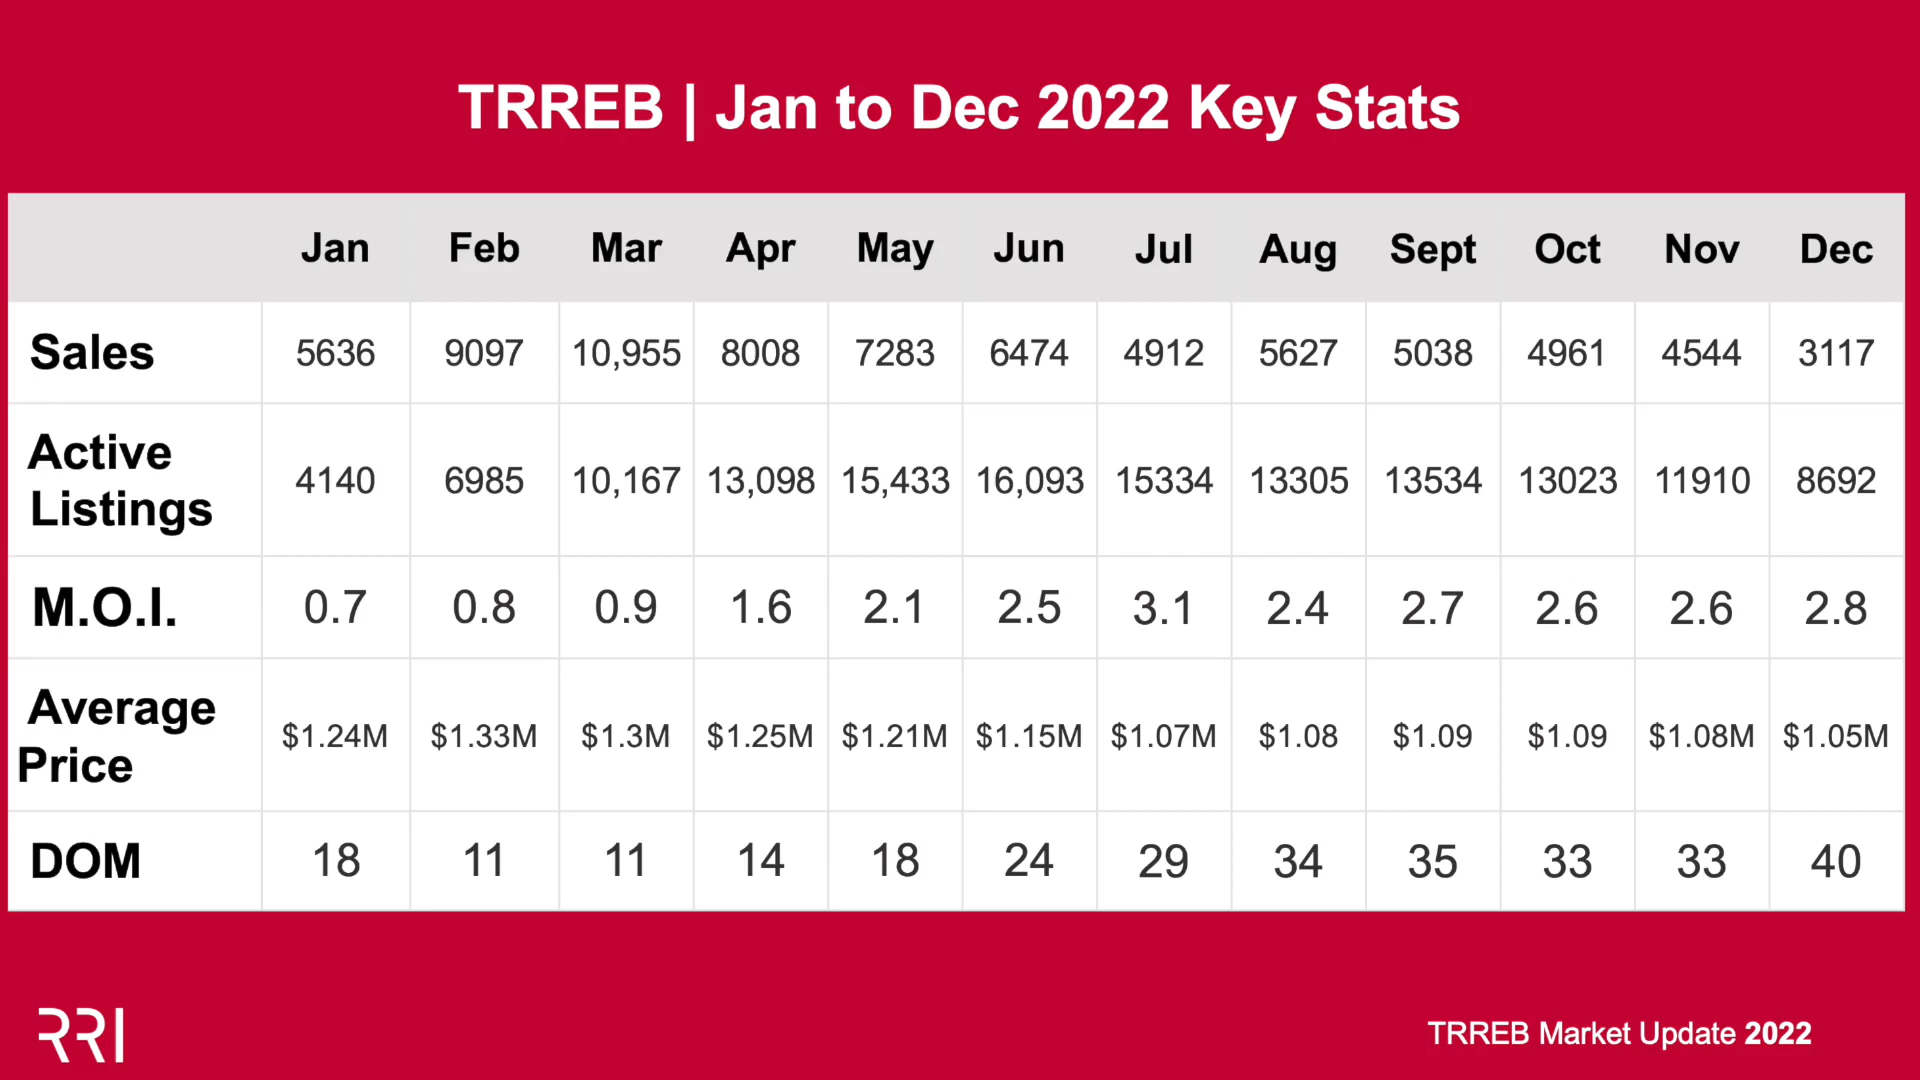 TRREB | Jan to Dec 2022 Key Stats
Jan Feb Mar Apr May Jun Jul Aug Sept Oct Nov Dec
Sales 5636 9097 10,955 8008 7283 6474 4912 5627 5038 4961 4544 3117
Active
Listings 4140 6985 10,167 13,098 15,433 16,093 15334 13305 13534 13023 11910 8692
M.O.I. 0.7 0.8 0.9 1.6 2.1 2.5 3.1 2.4 2.7 2.6 2.6 2.8
Average
Price $1.24M $1.33M $1.3M $1.25M $1.21M $1.15M $1.07M $1.08 $1.09 $1.09 $1.08M $1.05M
DOM 18 11 11 14 18 24 29 34 35 33 33 40
RRI
TRREB Market Update 2022